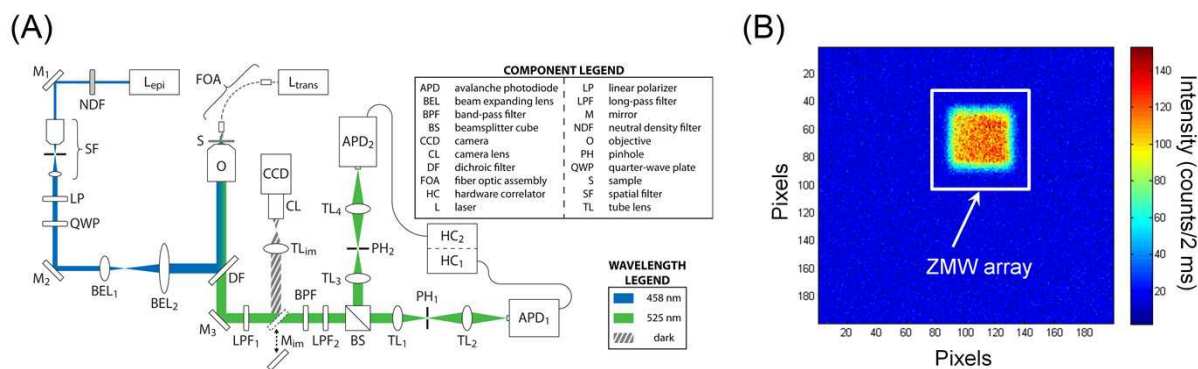 (A)
M1
NDF
Lepi
FOA
Ltrans
SF
S
O
LP
QWP
M2
BEL1
BEL2
DF
M3
LPF1
CCD
CL
TLim
Mim
BPF
LPF2
BS
APD2
TL4
PH2
TL3
TL1
PH1
TL2
APD1
HC2
HC1
COMPONENT LEGEND
APD avalanche photodiode LP linear polarizer
BEL beam expanding lens LPF long-pass filter
BPF band-pass filter M mirror
BS beamsplitter cube NDF neutral density filter
CCD camera O objective
CL camera lens PH pinhole
DF dichroic filter QWP quarter-wave plate
FOA fiber optic assembly S sample
HC hardware correlator SF spatial filter
L laser TL tube lens
WAVELENGTH
LEGEND
458 nm
525 nm
dark
(B)
Pixels
20
40
60
80
100
120
140
160
180
ZMW array
20 40 60 80 100 120 140 160 180
Pixels
140
120
100
80
60
40
20
Intensity (counts/2 ms)